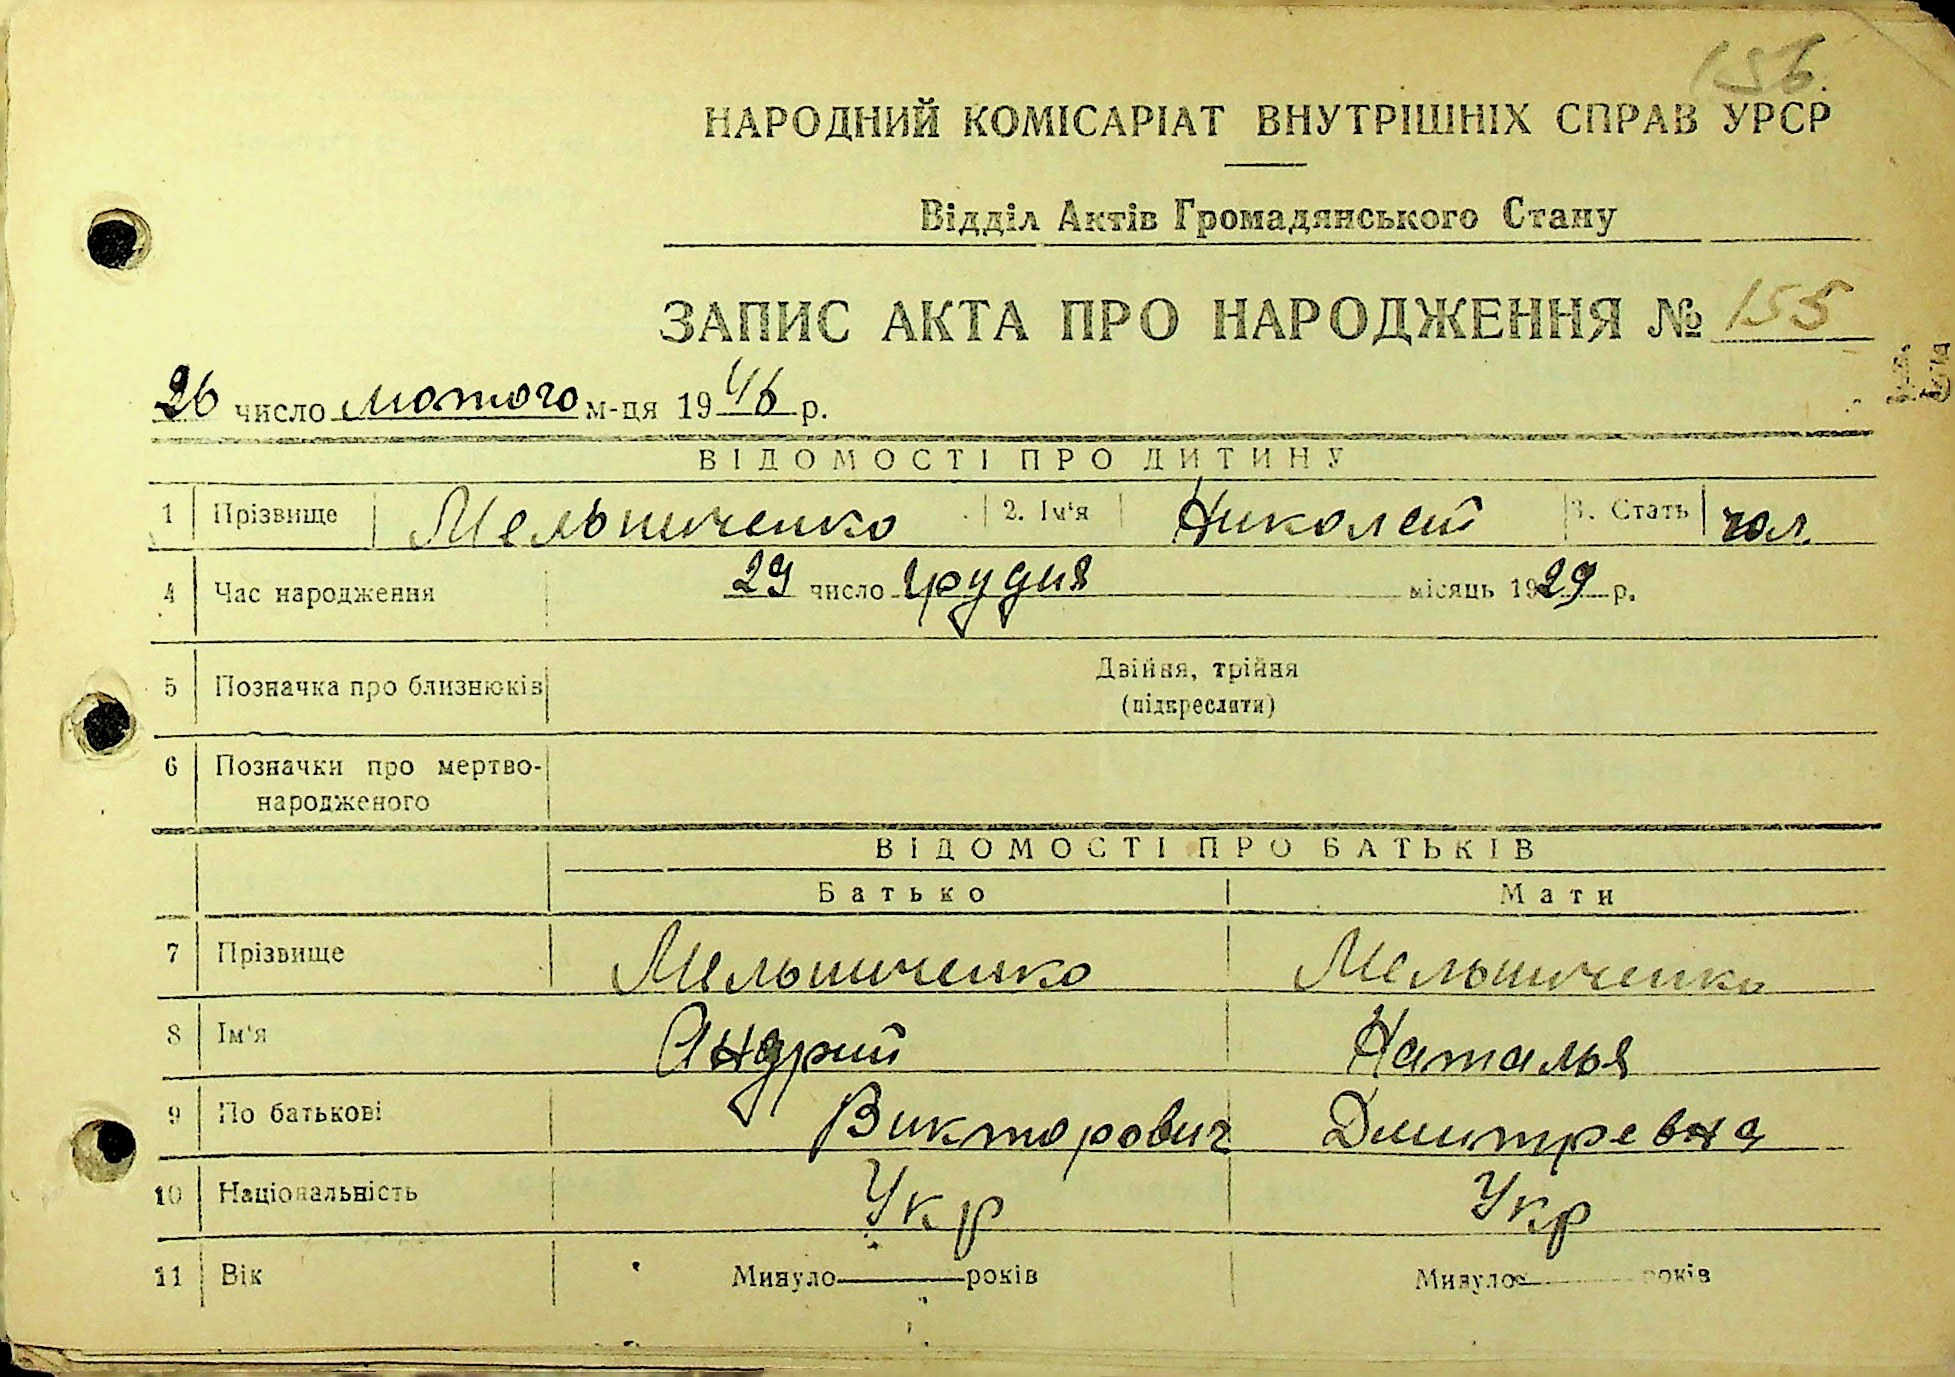 156.
НАРОДНИЙ КОМІСАРІАТ ВНУТРІШНІХ СПРАВ УРСР
Відділ Актів Громадянського Стану
ЗАПИС АКТА ПРО НАРОДЖЕННЯ № 155
26 число лютого м-ця 1946 р.
ВІДОМОСТІ ПРО ДИТИНУ
1 Прізвище Мельниченко 2. Ім'я Николай 3. Стать чол.
4 Час народження 29 число грудня місяць 1929 р.
5 Позначка про близнюків Двійня, трійня
(підкреслити)
6 Позначки про мертво-
народженого
ВІДОМОСТІ ПРО БАТЬКІВ
Батько Мати
7 Прізвище Мельниченко Мельниченко
8 Ім'я Андрий Наталья
9 По батькові Викторович Дмитревна
10 Національність Укр Укр
11 Вік Минуло років Минуло років